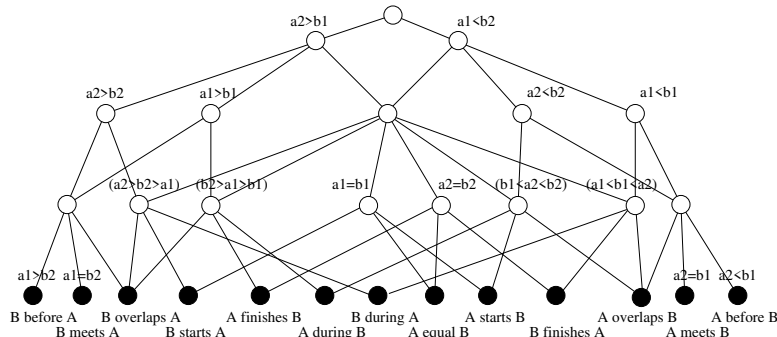 a2>b1 a1<b2
a2>b2 a1>b1 a2<b2 a1<b1
(a2>b2>a1) (b2>a1>b1) a1=b1 a2=b2 (b1<a2<b2) (a1<b1<a2)
a1>b2 a1=b2 a2=b1 a2<b1
B before A B overlaps A A finishes B B during A A starts B A overlaps B A before B
B meets A B starts A A during B A equal B B finishes A A meets B